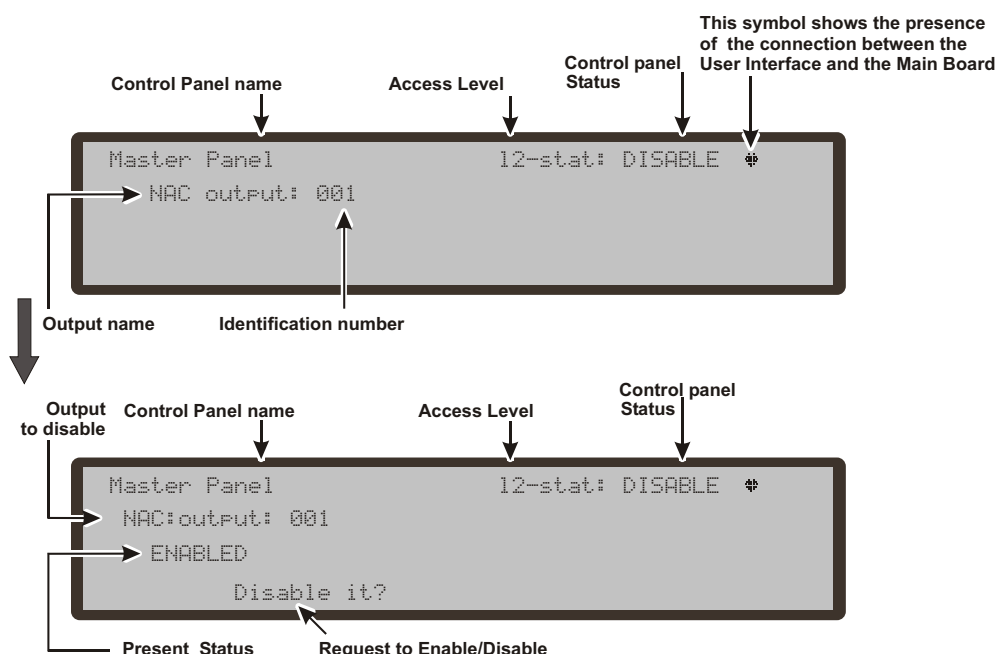 This symbol shows the presence
of the connection between the
User Interface and the Main Board
Control panel
Status
Control Panel name
Access Level
Master Panel l2-stat: DISABLE
NAC output: 001
Output name
Identification number
Output
to disable
Control Panel name
Access Level
Control panel
Status
Master Panel l2-stat: DISABLE
NAC:output: 001
ENABLED
Disable it?
Present Status
Request to Enable/Disable